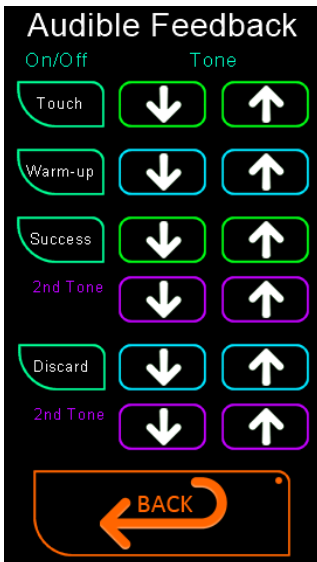 Audible Feedback
On/Off Tone
Touch
Warm-up
Success
2nd Tone
Discard
2nd Tone
BACK